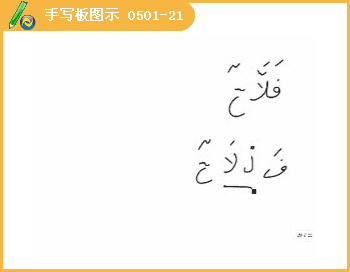 手写板图示 0501-21
فَلَّاحٌ
فَ لْ لَا حٌ